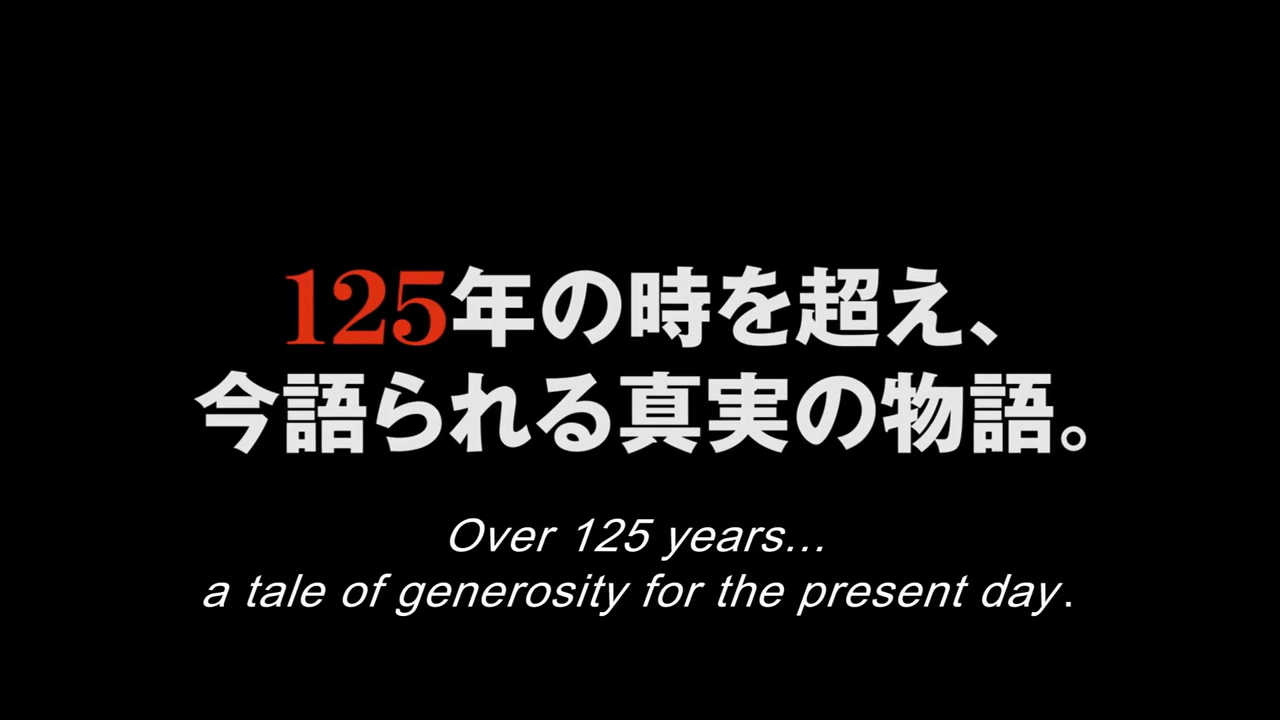 125年の時を超え、
今語られる真実の物語。
Over 125 years...
a tale of generosity for the present day.